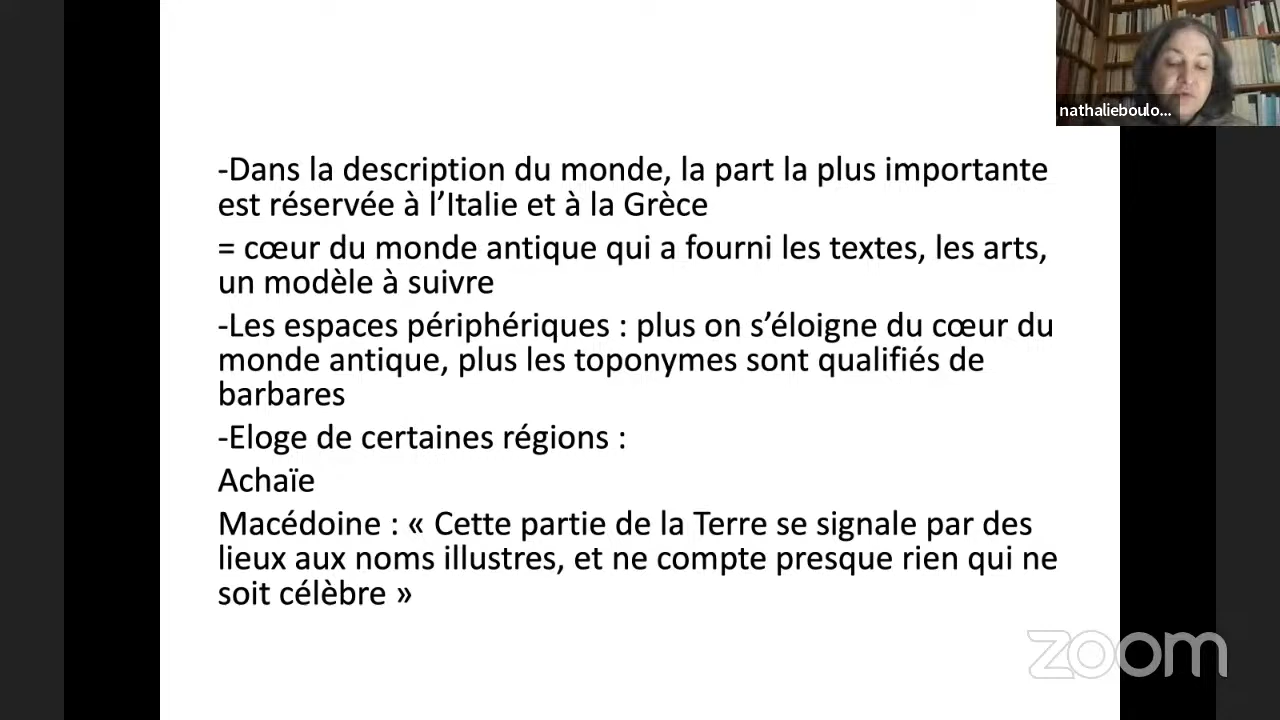 nathalieboulo...
-Dans la description du monde, la part la plus importante
est réservée à l’Italie et à la Grèce
= cœur du monde antique qui a fourni les textes, les arts,
un modèle à suivre
-Les espaces périphériques : plus on s’éloigne du cœur du
monde antique, plus les toponymes sont qualifiés de
barbares
-Eloge de certaines régions :
Achaïe
Macédoine : « Cette partie de la Terre se signale par des
lieux aux noms illustres, et ne compte presque rien qui ne
soit célèbre »
zoom